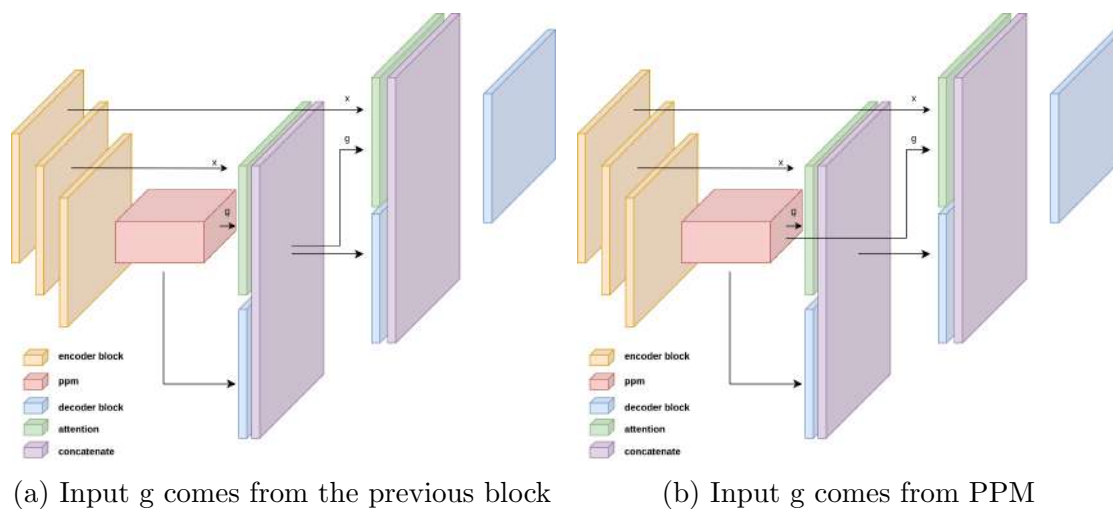 x
g
x
g
encoder block
ppm
decoder block
attention
concatenate
(a) Input g comes from the previous block
x
g
x
g
encoder block
ppm
decoder block
attention
concatenate
(b) Input g comes from PPM